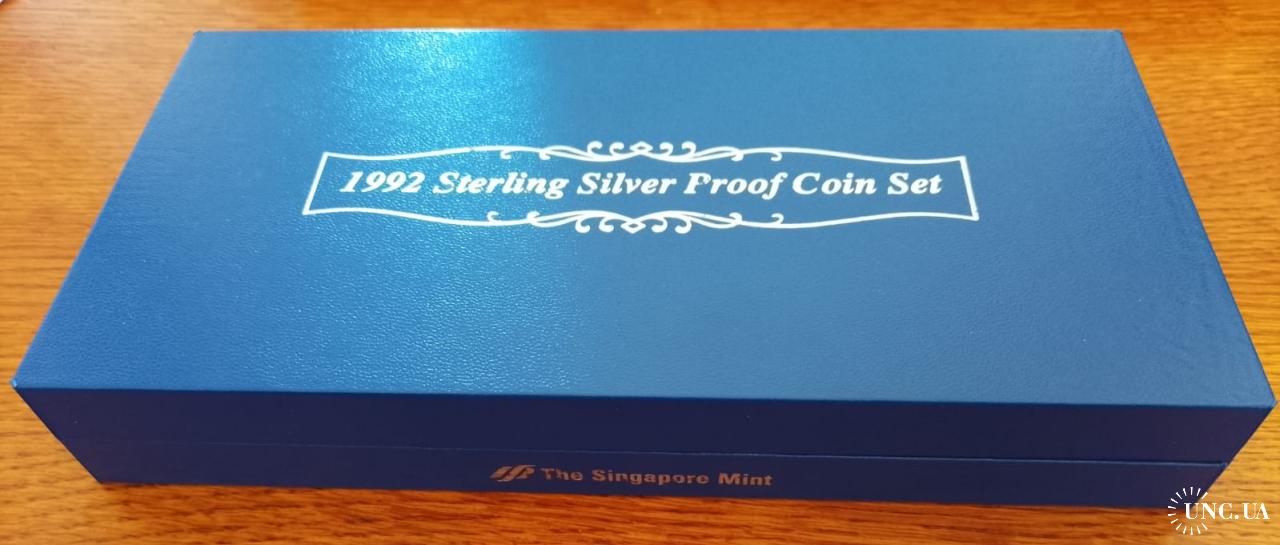 1992 Sterling Silver Proof Coin Set
The Singapore Mint
UNC.UA